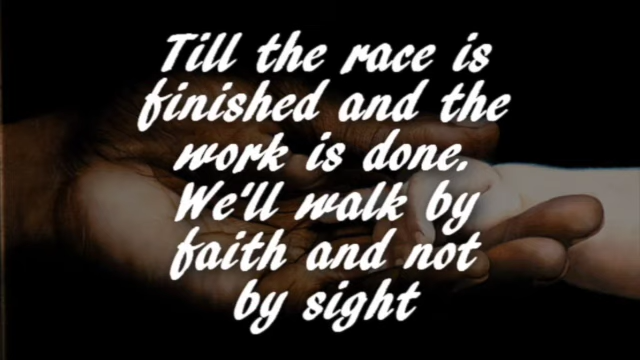 Till the race is
finished and the
work is done.
We'll walk by
faith and not
by sight